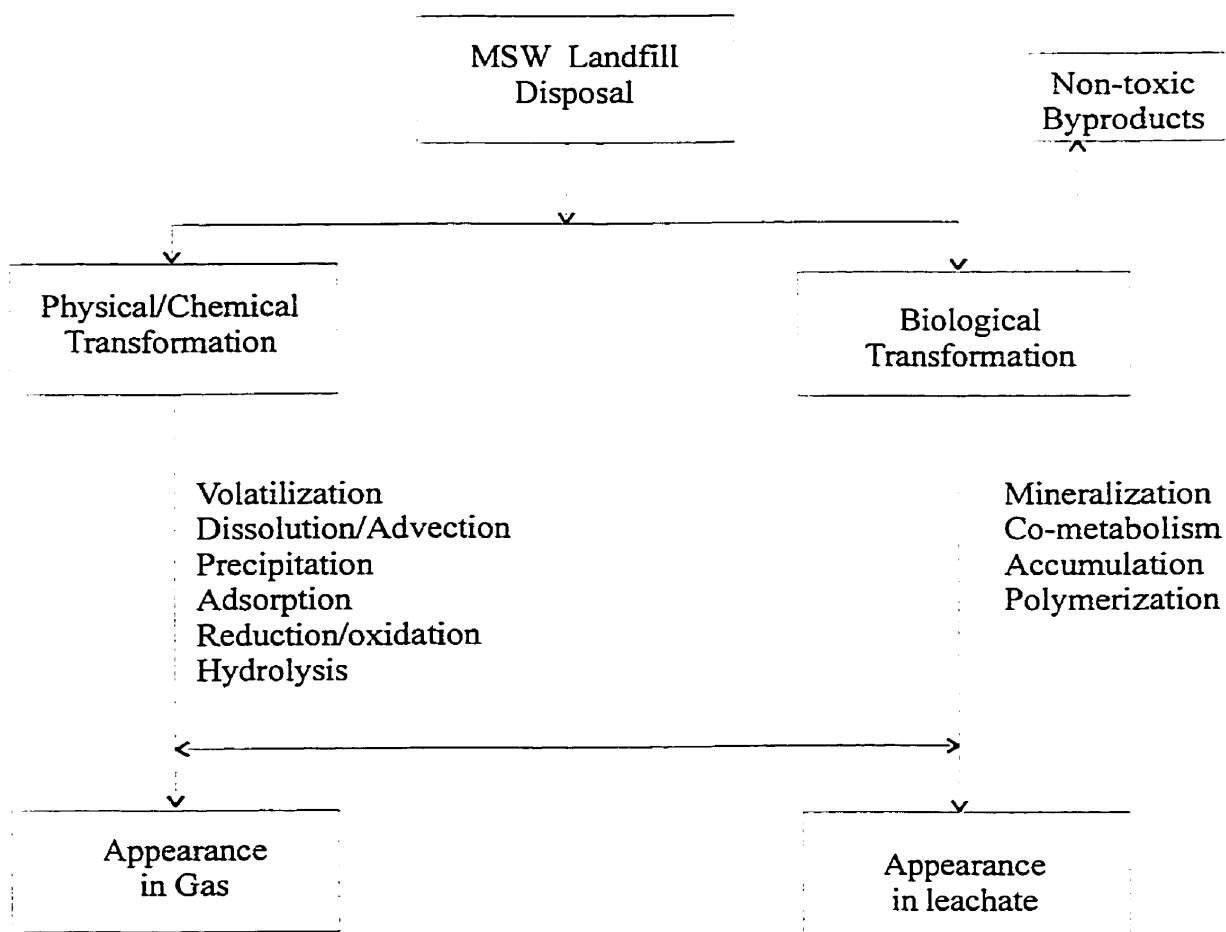 MSW Landfill
Disposal
Non-toxic
Byproducts
Physical/Chemical
Transformation
Biological
Transformation
Volatilization
Dissolution/Advection
Precipitation
Adsorption
Reduction/oxidation
Hydrolysis
Mineralization
Co-metabolism
Accumulation
Polymerization
Appearance
in Gas
Appearance
in leachate